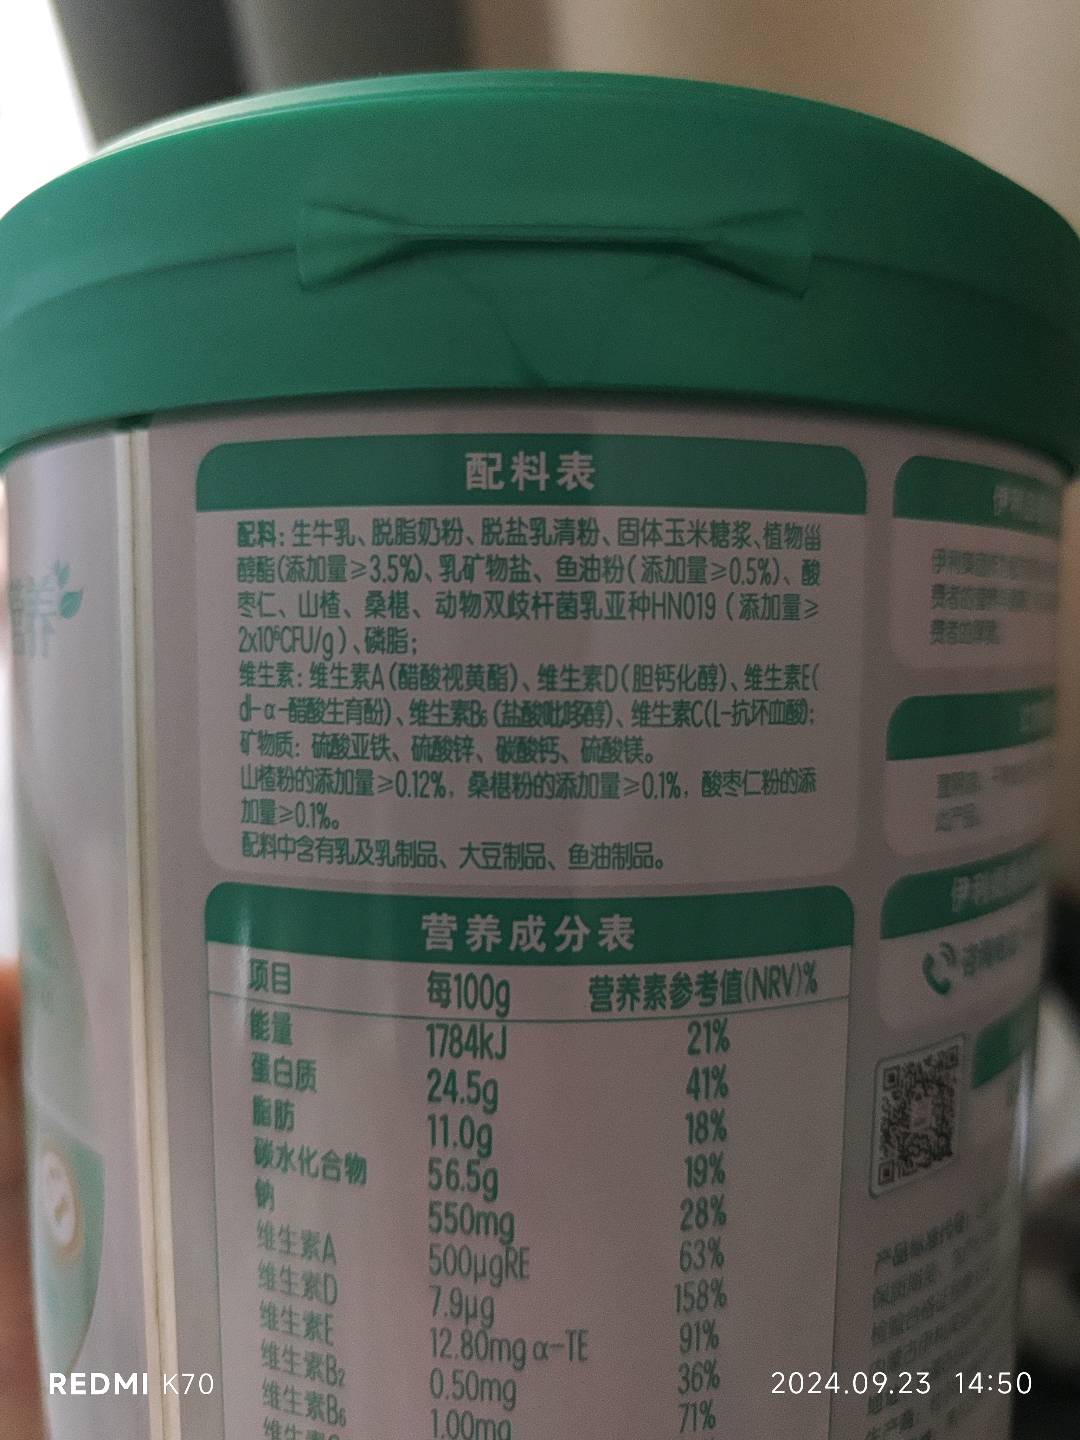 配料表
配料：生牛乳、脱脂奶粉、脱盐乳清粉、固体玉米糖浆、植物甾
醇酯（添加量≥3.5%）、乳矿物盐、鱼油粉（添加量≥0.5%）、酸
枣仁、山楂、桑椹、动物双歧杆菌乳亚种HN019（添加量≥
2x10⁶CFU/g）、磷脂；
维生素：维生素A（醋酸视黄酯）、维生素D（胆钙化醇）、维生素E（
dl-α-醋酸生育酚）、维生素B₆（盐酸吡哆醇）、维生素C（L-抗坏血酸）；
矿物质：硫酸亚铁、硫酸锌、碳酸钙、硫酸镁。
山楂粉的添加量≥0.12%，桑椹粉的添加量≥0.1%，酸枣仁粉的添
加量≥0.1%。
配料中含有乳及乳制品、大豆制品、鱼油制品。
营养成分表
项目 每100g 营养素参考值(NRV)%
能量 1784kJ 21%
蛋白质 24.5g 41%
脂肪 11.0g 18%
碳水化合物 56.5g 19%
钠 550mg 28%
维生素A 500μgRE 63%
维生素D 7.9μg 158%
维生素E 12.80mg α-TE 91%
维生素B₂ 0.50mg 36%
维生素B₆ 1.00mg 71%
营养
伊利
费者的
REDMI K70
2024.09.23 14:50